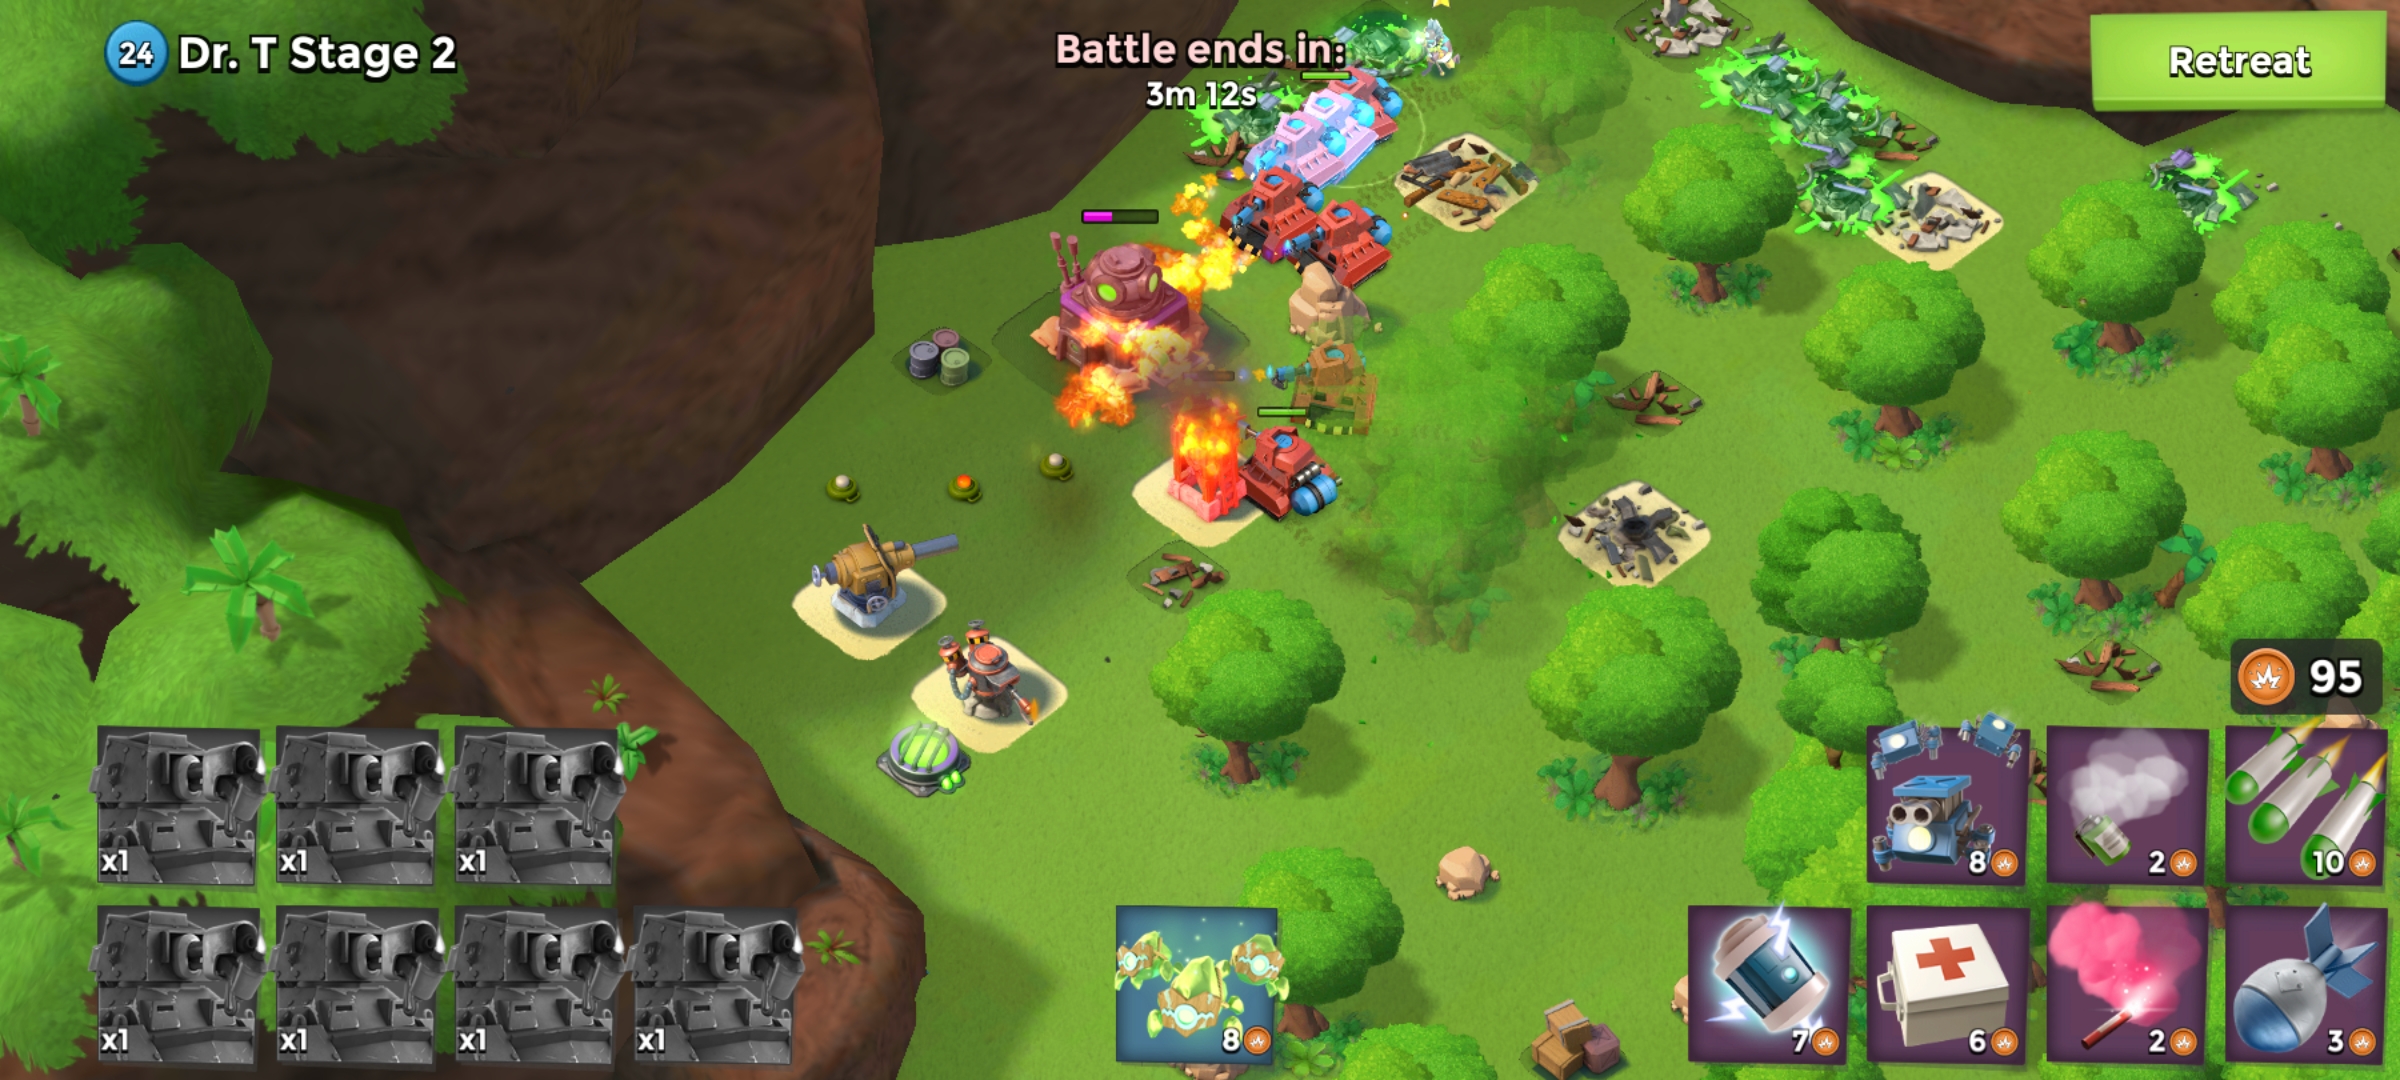 24 Dr. T Stage 2
Battle ends in:
3m 12s
Retreat
95
x1 x1 x1
8 2 10
x1 x1 x1 x1
8 7 6 2 3